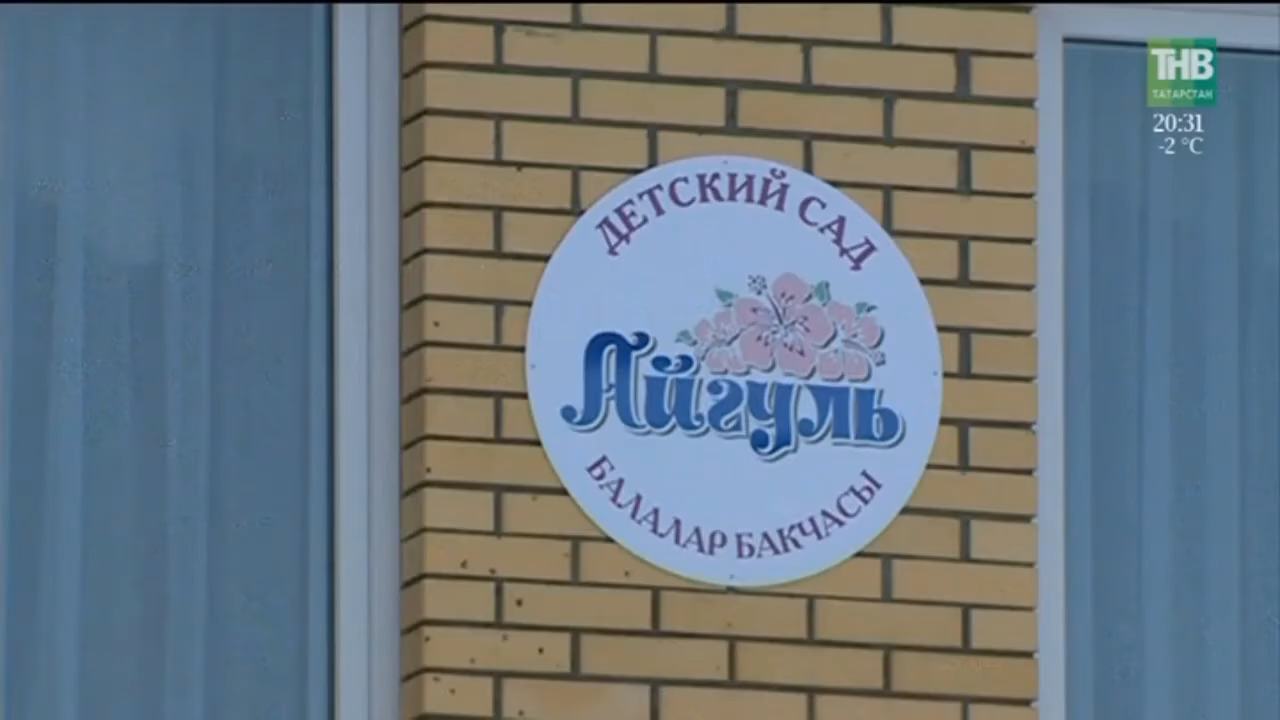 ТНВ
ТАТАРСТАН
20:31
-2 °C
ДЕТСКИЙ САД
Айгуль
БАЛАЛАР БАКЧАСЫ